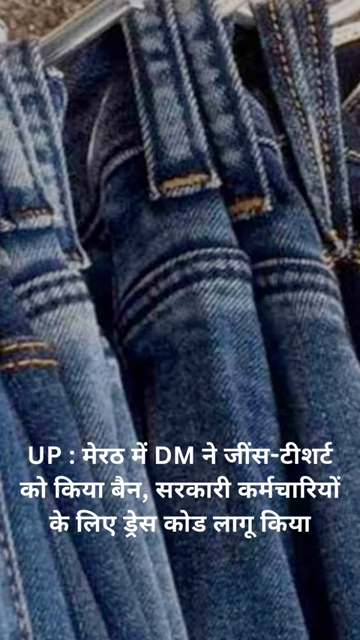 UP : मेरठ में DM ने जींस-टीशर्ट
को किया बैन, सरकारी कर्मचारियों
के लिए ड्रेस कोड लागू किया